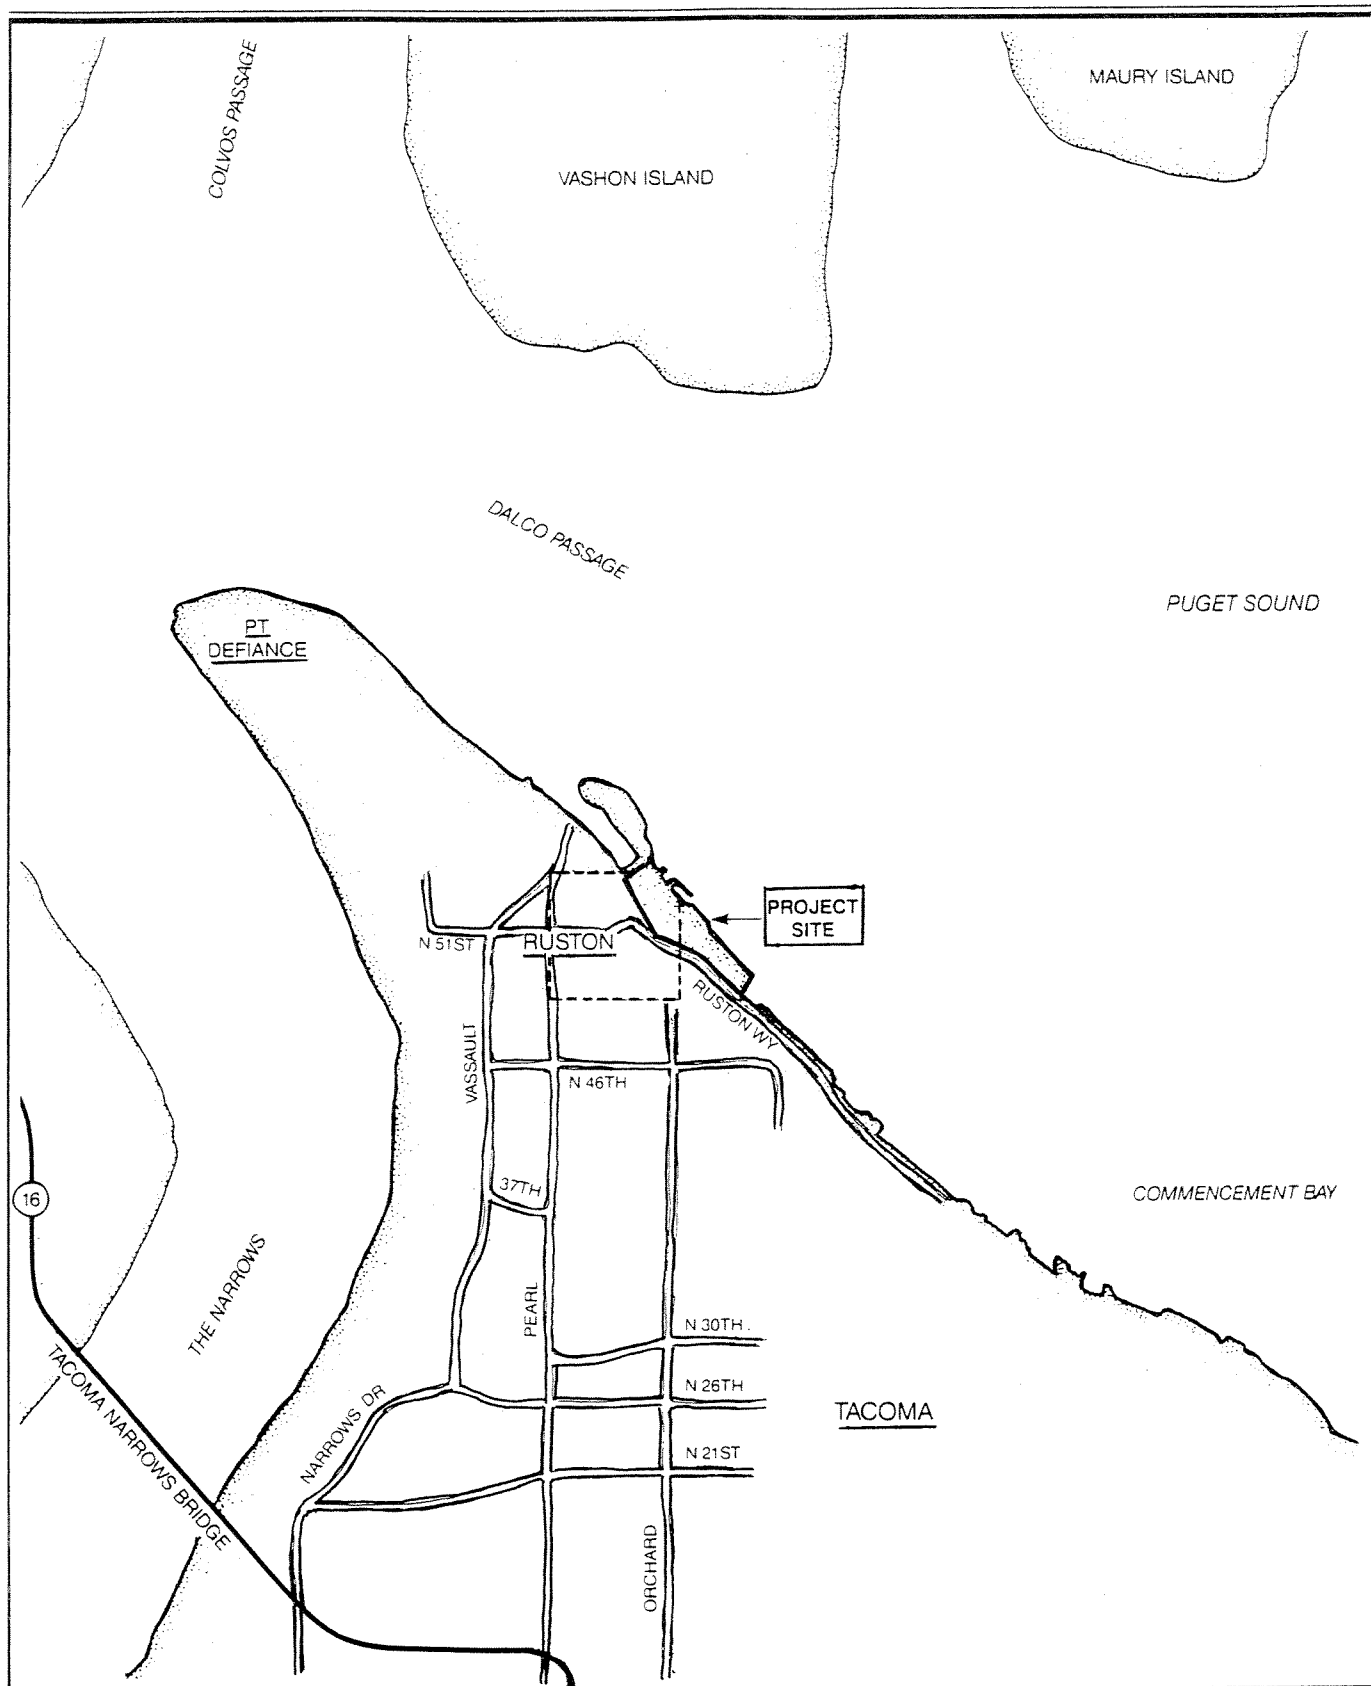 COLVOS PASSAGE
MAURY ISLAND
VASHON ISLAND
DALCO PASSAGE
PUGET SOUND
PT
DEFIANCE
PROJECT
SITE
N 51ST
RUSTON
RUSTON WY
VASSAULT
N 46TH
37TH
16
COMMENCEMENT BAY
THE NARROWS
PEARL
N 30TH.
TACOMA NARROWS BRIDGE
NARROWS DR
N 26TH
TACOMA
N 21ST
ORCHARD